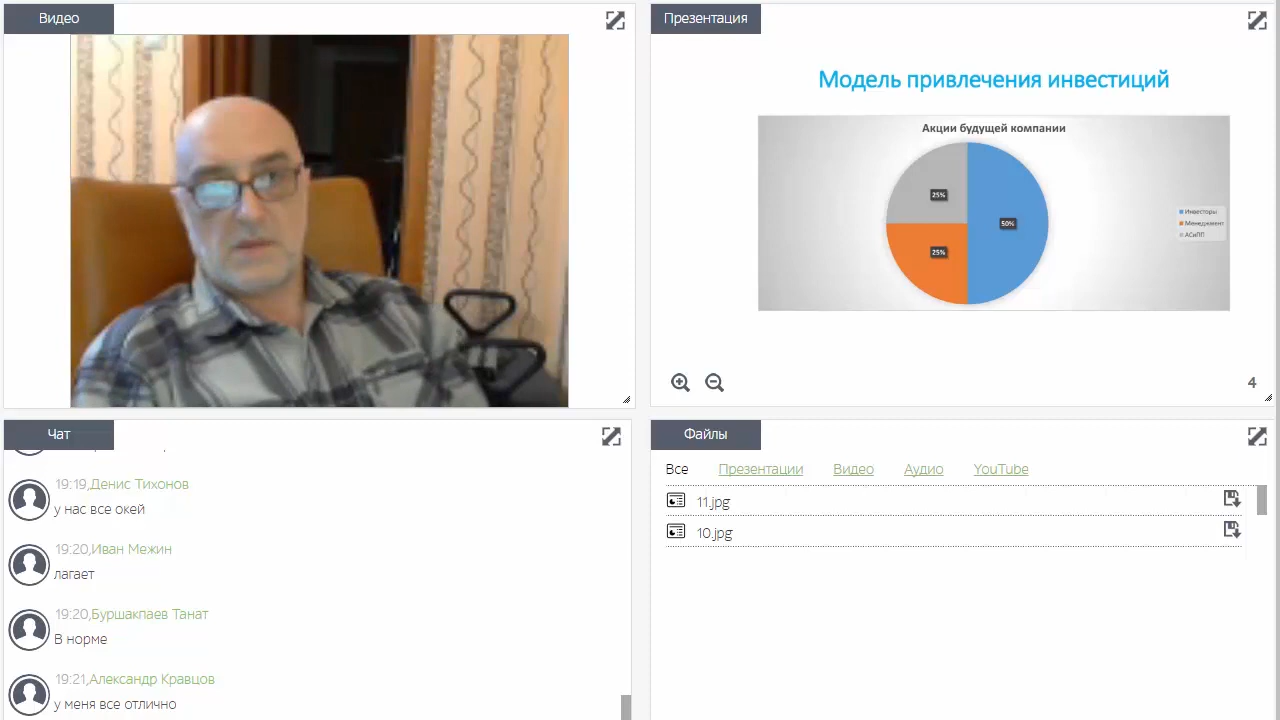 Видео
Презентация
Модель привлечения инвестиций
Акции будущей компании
25%
50%
25%
Инвесторы
Менеджмент
АСиПП
4
Чат
19:19,Денис Тихонов
у нас все окей
19:20,Иван Межин
лагает
19:20,Буршакпаев Танат
В норме
19:21,Александр Кравцов
у меня все отлично
Файлы
Все Презентации Видео Аудио YouTube
11.jpg
10.jpg